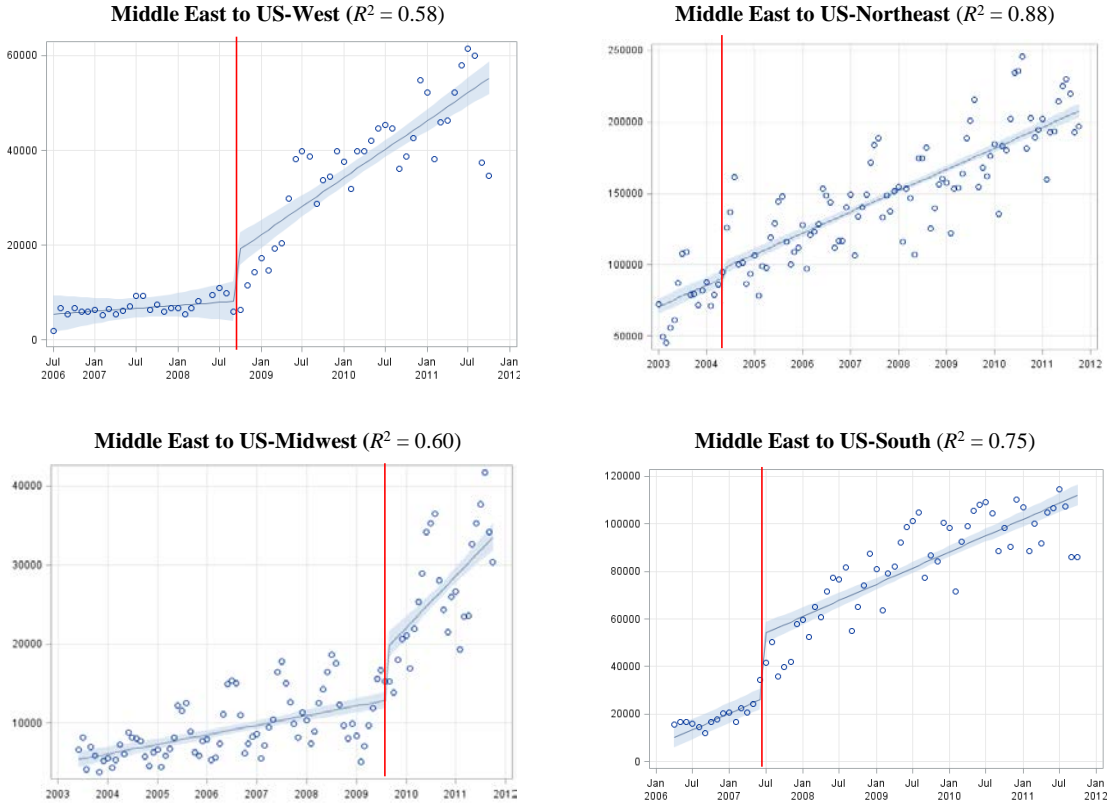 Middle East to US-West (R² = 0.58)
60000
40000
20000
0
Jul Jan Jul Jan Jul Jan Jul Jan Jul Jan Jul Jan
2006 2007 2008 2009 2010 2011 2012
Middle East to US-Northeast (R² = 0.88)
250000
200000
150000
100000
50000
2003 2004 2005 2006 2007 2008 2009 2010 2011 2012
Middle East to US-Midwest (R² = 0.60)
40000
30000
20000
10000
2003 2004 2005 2006 2007 2008 2009 2010 2011 2012
Middle East to US-South (R² = 0.75)
120000
100000
80000
60000
40000
20000
0
Jan Jul Jan Jul Jan Jul Jan Jul Jan Jul Jan Jul Jan
2006 2007 2008 2009 2010 2011 2012